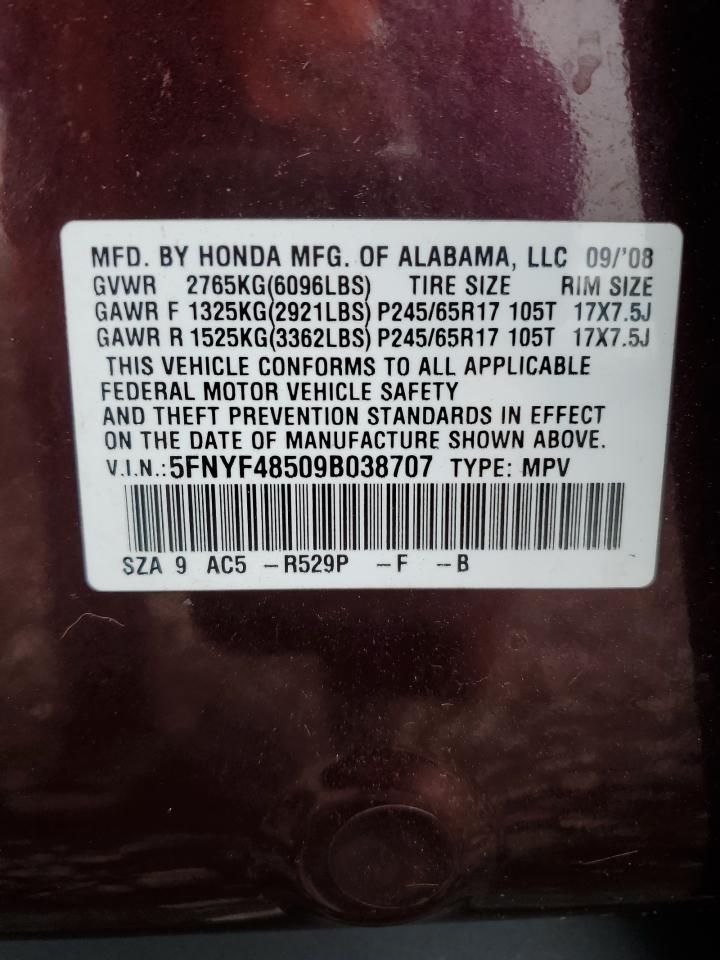 MFD. BY HONDA MFG. OF ALABAMA, LLC 09/'08
GVWR 2765KG(6096LBS) TIRE SIZE RIM SIZE
GAWR F 1325KG(2921LBS) P245/65R17 105T 17X7.5J
GAWR R 1525KG(3362LBS) P245/65R17 105T 17X7.5J
THIS VEHICLE CONFORMS TO ALL APPLICABLE
FEDERAL MOTOR VEHICLE SAFETY
AND THEFT PREVENTION STANDARDS IN EFFECT
ON THE DATE OF MANUFACTURE SHOWN ABOVE.
V.I.N.:5FNYF48509B038707 TYPE: MPV
SZA 9 AC5 -R529P -F --B